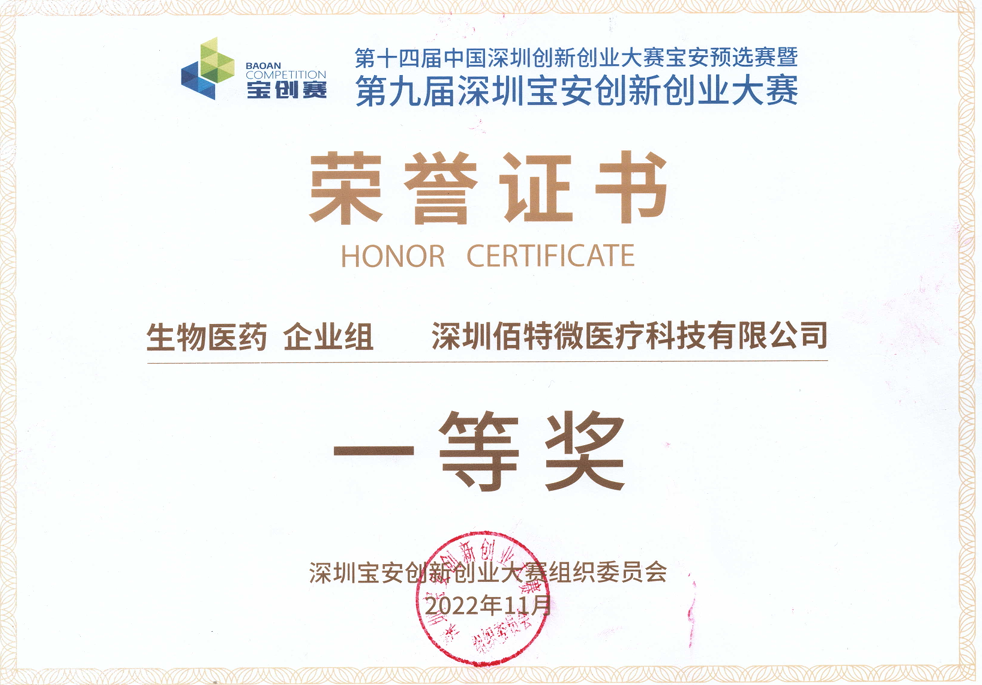 BAOAN
COMPETITION
宝创赛
第十四届中国深圳创新创业大赛宝安预选赛暨
第九届深圳宝安创新创业大赛
荣誉证书
HONOR CERTIFICATE
生物医药 企业组 深圳佰特微医疗科技有限公司
一等奖
深圳宝安创新创业大赛组织委员会
2022年11月